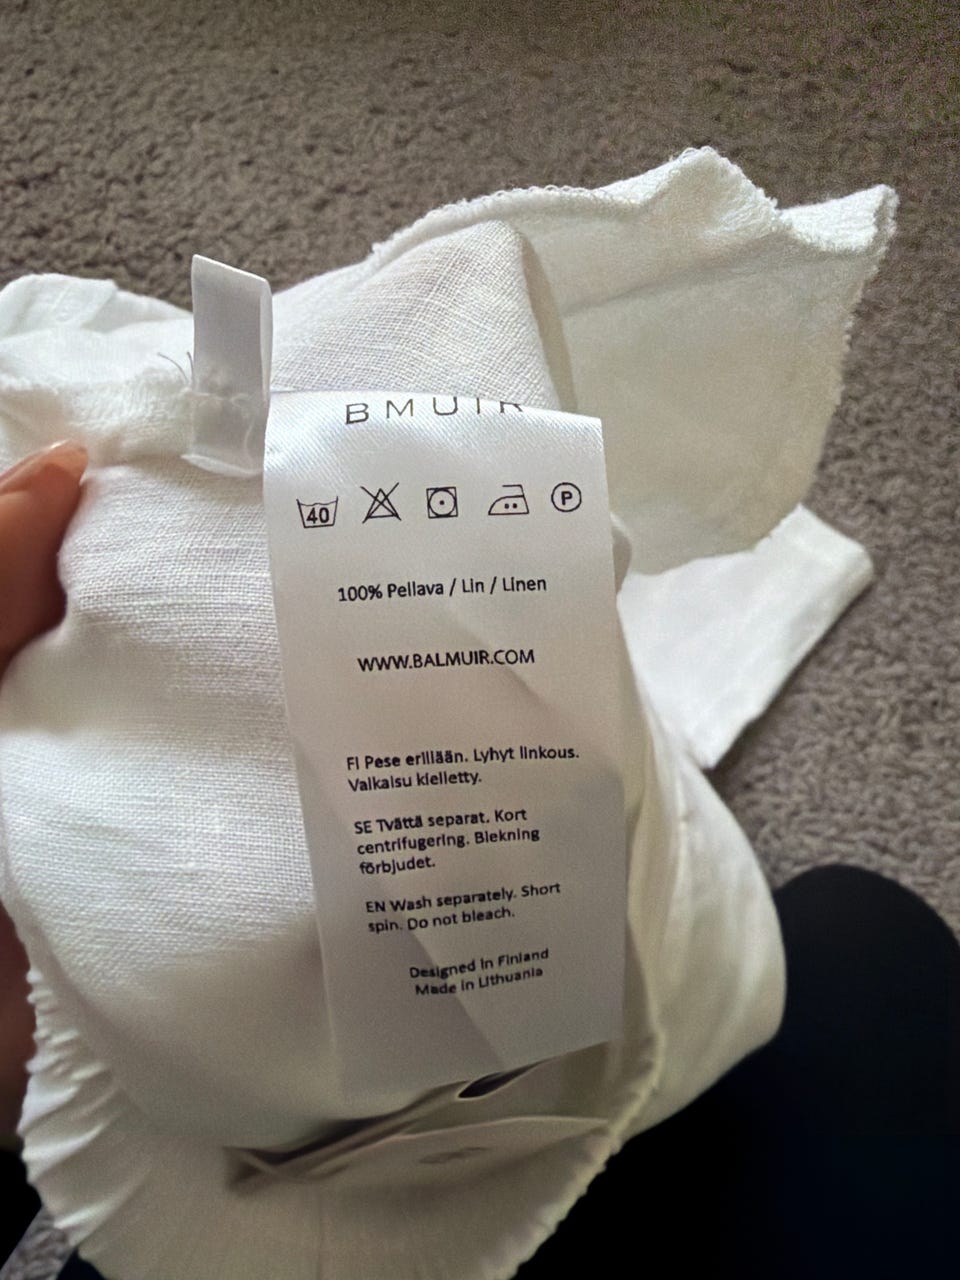 BMUIR
40
P
100% Pellava / Lin / Linen
WWW.BALMUIR.COM
FI Pese erillään. Lyhyt linkous.
Valkaisu kielletty.
SE Tvättä separat. Kort
centrifugering. Blekning
förbjudet.
EN Wash separately. Short
spin. Do not bleach.
Designed in Finland
Made in Lithuania